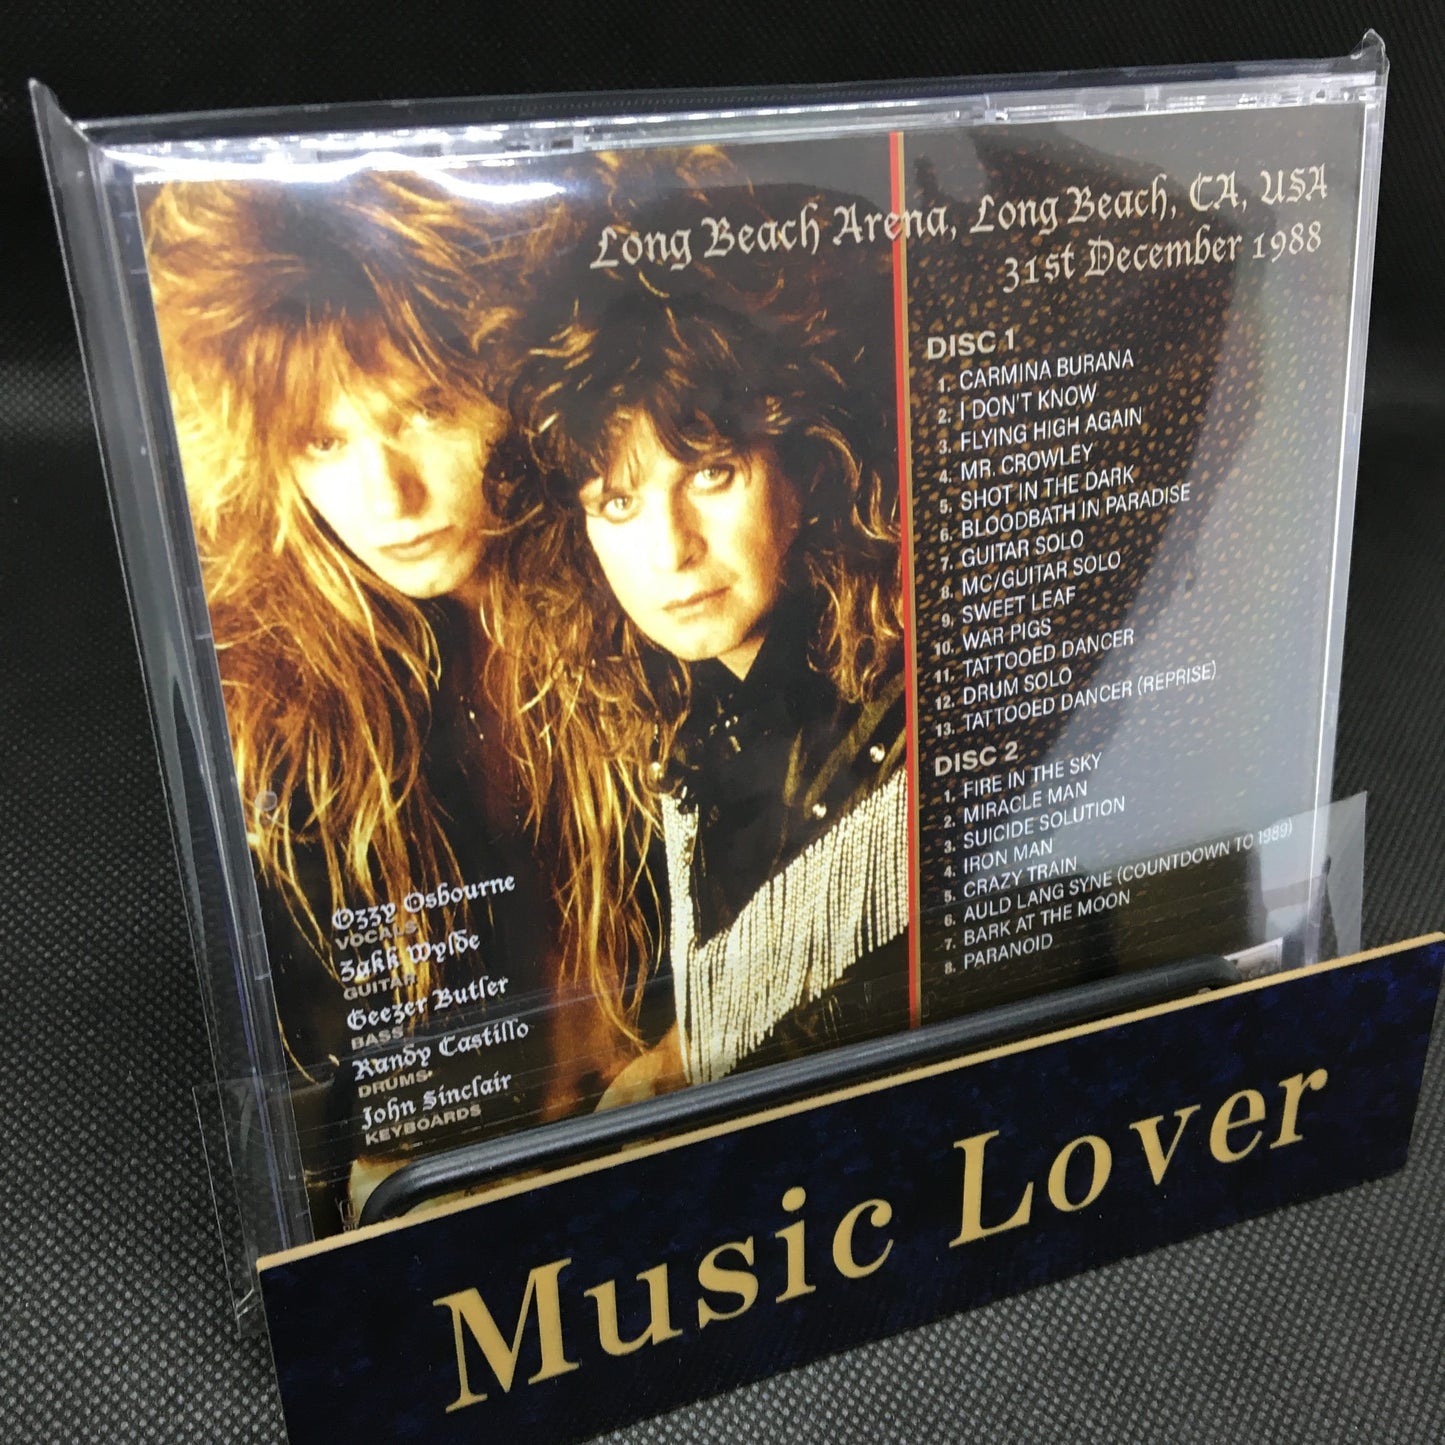 Long Beach Arena, Long Beach, CA, USA
31st December 1988
DISC 1
1. CARMINA BURANA
2. I DON'T KNOW
3. FLYING HIGH AGAIN
4. MR. CROWLEY
5. SHOT IN THE DARK
6. BLOODBATH IN PARADISE
7. GUITAR SOLO
8. MC/GUITAR SOLO
9. SWEET LEAF
10. WAR PIGS
11. TATTOOED DANCER
12. DRUM SOLO
13. TATTOOED DANCER (REPRISE)
DISC 2
1. FIRE IN THE SKY
2. MIRACLE MAN
3. SUICIDE SOLUTION
4. IRON MAN
5. CRAZY TRAIN
6. AULD LANG SYNE (COUNTDOWN TO 1989)
7. BARK AT THE MOON
8. PARANOID
Ozzy Osbourne
VOCALS
Zakk Wylde
GUITAR
Geezer Butler
BASS
Randy Castillo
DRUMS
John Sinclair
KEYBOARDS
Music Lover